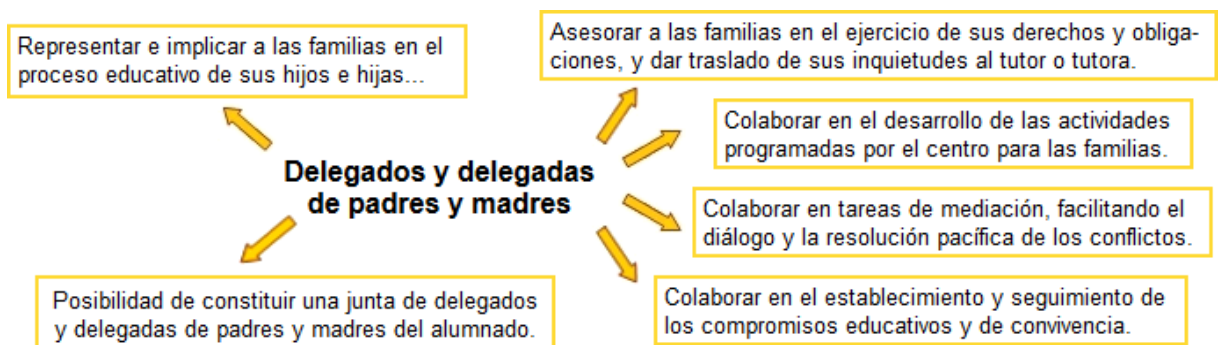 Representar e implicar a las familias en el
proceso educativo de sus hijos e hijas...
Asesorar a las familias en el ejercicio de sus derechos y obliga-
ciones, y dar traslado de sus inquietudes al tutor o tutora.
Colaborar en el desarrollo de las actividades
programadas por el centro para las familias.
Delegados y delegadas
de padres y madres
Colaborar en tareas de mediación, facilitando el
diálogo y la resolución pacífica de los conflictos.
Posibilidad de constituir una junta de delegados
y delegadas de padres y madres del alumnado.
Colaborar en el establecimiento y seguimiento de
los compromisos educativos y de convivencia.